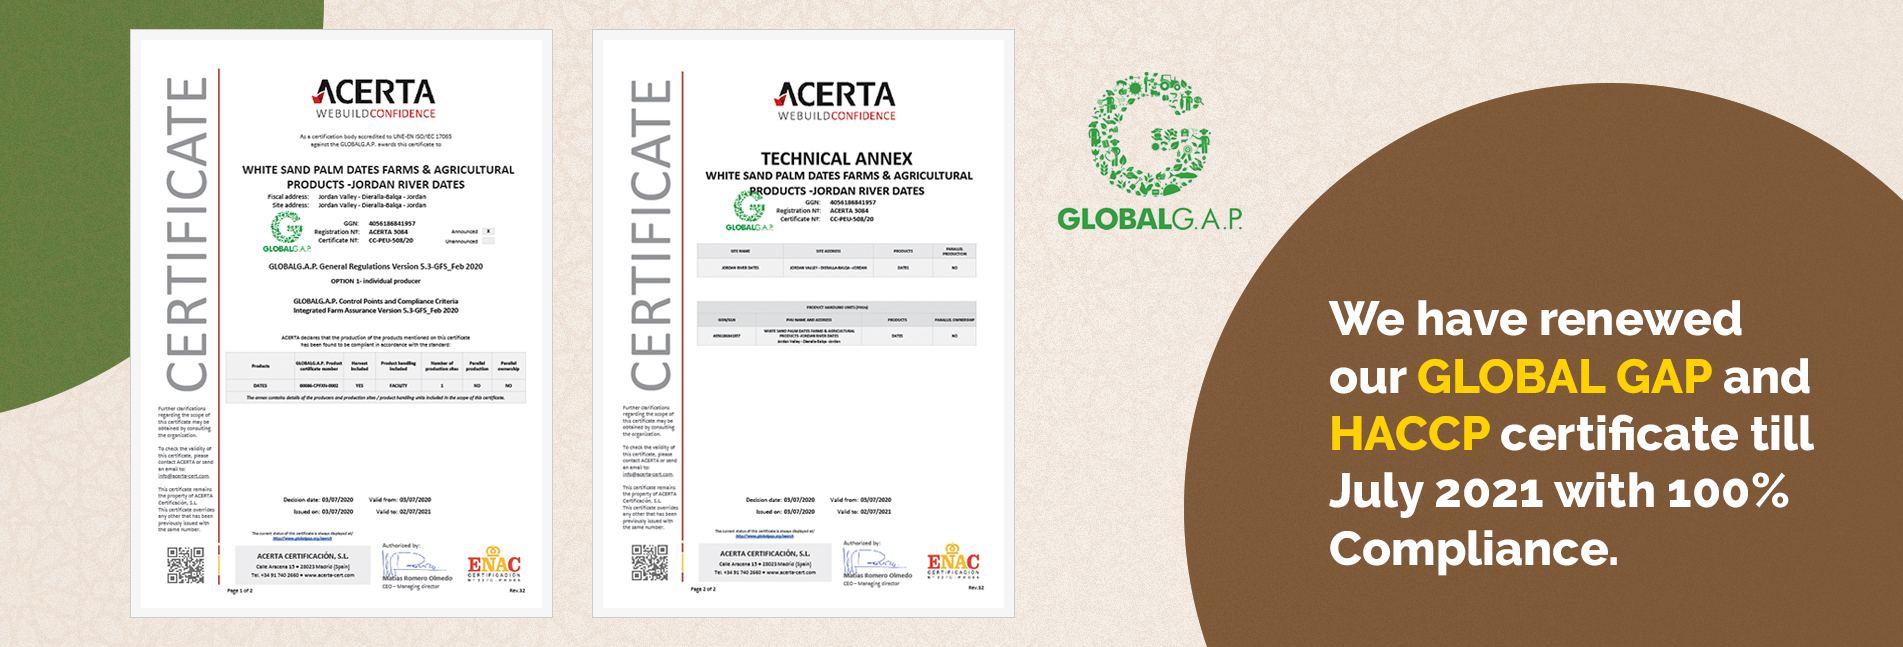 CERTIFICATE
ACERTA
WEBUILDCONFIDENCE
As a certification body accredited to UNE-EN ISO/IEC 17065
against the GLOBALG.A.P. awards this certificate to
WHITE SAND PALM DATES FARMS & AGRICULTURAL
PRODUCTS -JORDAN RIVER DATES
Fiscal address: Jordan Valley - Dieralla-Balqa - Jordan
Site address: Jordan Valley - Dieralla-Balqa - Jordan
GLOBALG.A.P.
GGN: 4056186841957
Registration Nº: ACERTA 3064
Certificate Nº: CC-PEU-508/20
Announced X
Unannounced
GLOBALG.A.P. General Regulations Version 5.3-GFS_Feb 2020
OPTION 1- individual producer
GLOBALG.A.P. Control Points and Compliance Criteria
Integrated Farm Assurance Version 5.3-GFS_Feb 2020
ACERTA declares that the production of the products mentioned on this certificate
has been found to be compliant in accordance with the standard:
Products GLOBALG.A.P. Product certificate number Harvest included Product handling included Number of production sites Parallel production Parallel ownership
DATES YES FACILITY 1 NO NO
The annex contains details of the producers and production sites / product handling units included in the scope of this certificate.
Further clarifications
regarding the scope of
this certificate may be
obtained by consulting
the organization.
To check the validity of
this certificate, please
contact ACERTA or send
an email to:
info@acerta-cert.com
This certificate remains
the property of ACERTA
Certificación, S.L.
This certificate overrides
any other that has been
previously issued with
the same number.
Decision date: 03/07/2020 Valid from: 03/07/2020
Issued on: 03/07/2020 Valid to: 02/07/2021
The current status of this certificate is always displayed at:
http://www.globalgap.org/search
ACERTA CERTIFICACIÓN, S.L.
Calle Aracena 15 • 28023 Madrid (Spain)
Tel. +34 91 740 2660 • www.acerta-cert.com
Authorized by:
Matías Romero Olmedo
CEO – Managing director
ENAC
CERTIFICACIÓN
Page 1 of 2
Rev.32
CERTIFICATE
ACERTA
WEBUILDCONFIDENCE
TECHNICAL ANNEX
WHITE SAND PALM DATES FARMS & AGRICULTURAL
PRODUCTS -JORDAN RIVER DATES
GLOBALG.A.P.
GGN: 4056186841957
Registration Nº: ACERTA 3064
Certificate Nº: CC-PEU-508/20
SITE NAME SITE ADDRESS PRODUCTS PARALLEL PRODUCTION
JORDAN RIVER DATES JORDAN VALLEY - DIERALLA-BALQA -JORDAN DATES NO
PRODUCT HANDLING UNITS (PHUs)
GGN/SGN PHU NAME AND ADDRESS PRODUCTS PARALLEL OWNERSHIP
4056186841957 WHITE SAND PALM DATES FARMS & AGRICULTURAL PRODUCTS -JORDAN RIVER DATES Jordan Valley - Dieralla-Balqa -Jordan DATES NO
Further clarifications
regarding the scope of
this certificate may be
obtained by consulting
the organization.
To check the validity of
this certificate, please
contact ACERTA or send
an email to:
info@acerta-cert.com
This certificate remains
the property of ACERTA
Certificación, S.L.
This certificate overrides
any other that has been
previously issued with
the same number.
Decision date: 03/07/2020 Valid from: 03/07/2020
Issued on: 03/07/2020 Valid to: 02/07/2021
The current status of this certificate is always displayed at:
http://www.globalgap.org/search
ACERTA CERTIFICACIÓN, S.L.
Calle Aracena 15 • 28023 Madrid (Spain)
Tel. +34 91 740 2660 • www.acerta-cert.com
Authorized by:
Matías Romero Olmedo
CEO – Managing director
ENAC
CERTIFICACIÓN
Page 2 of 2
Rev.32
GLOBALG.A.P.
We have renewed
our GLOBAL GAP and
HACCP certificate till
July 2021 with 100%
Compliance.